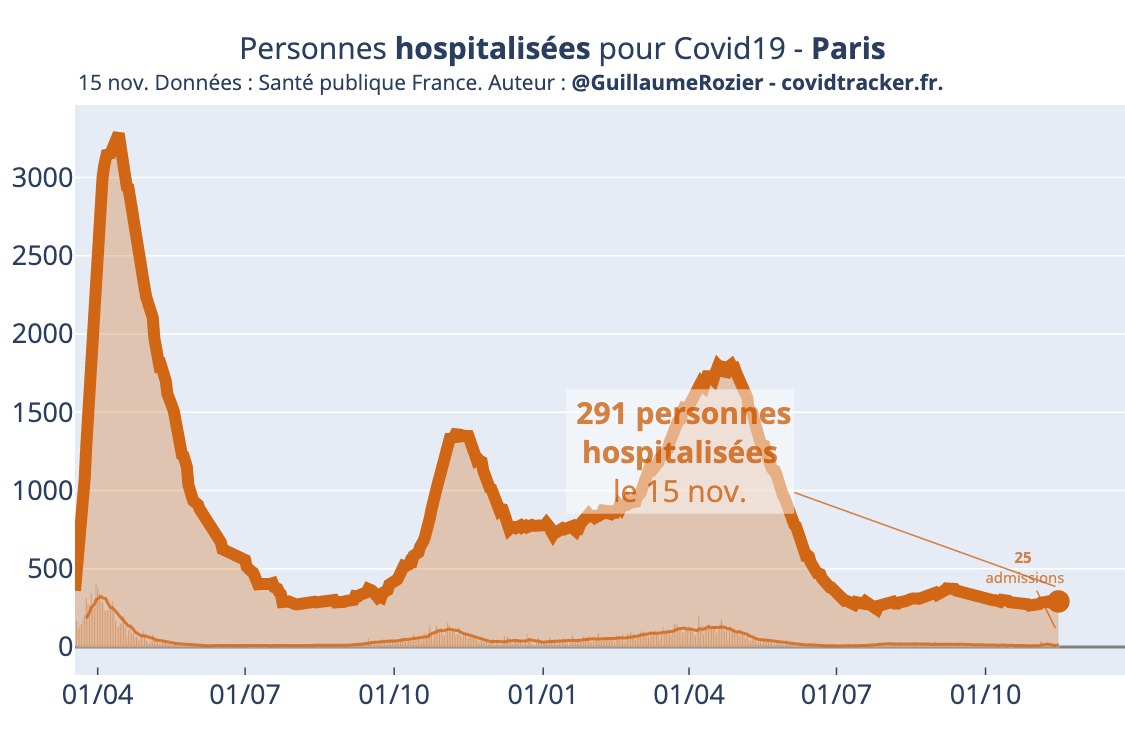 Personnes hospitalisées pour Covid19 - Paris
15 nov. Données : Santé publique France. Auteur : @GuillaumeRozier - covidtracker.fr.
3000
2500
2000
1500
1000
500
0
291 personnes
hospitalisées
le 15 nov.
25
admissions
01/04
01/07
01/10
01/01
01/04
01/07
01/10